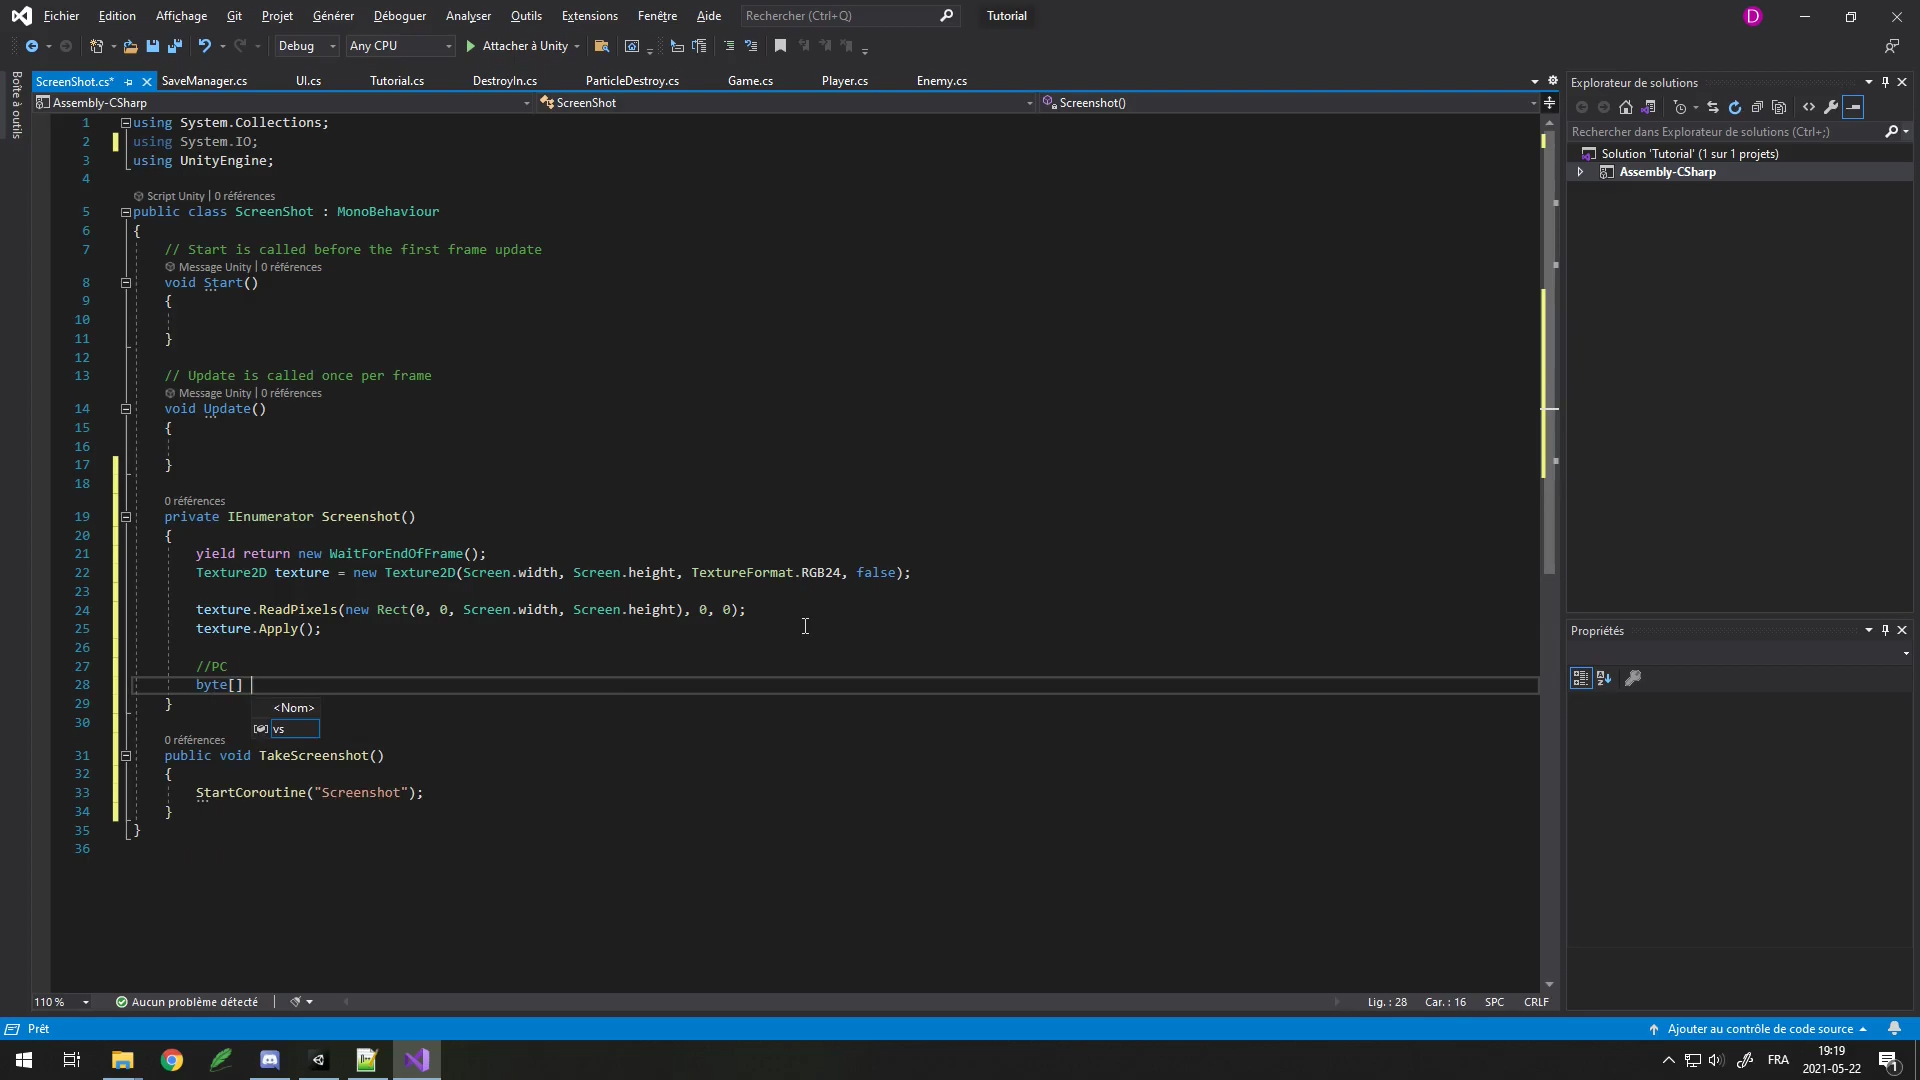 Fichier Edition Affichage Git Projet Générer Déboguer Analyser Outils Extensions Fenêtre Aide Rechercher (Ctrl+Q) Tutorial D
Debug Any CPU Attacher à Unity
Boîte à outils
ScreenShot.cs* SaveManager.cs UI.cs Tutorial.cs DestroyIn.cs ParticleDestroy.cs Game.cs Player.cs Enemy.cs
Assembly-CSharp ScreenShot Screenshot()
1 using System.Collections;
2 using System.IO;
3 using UnityEngine;
4
Script Unity | 0 références
5 public class ScreenShot : MonoBehaviour
6 {
7 // Start is called before the first frame update
Message Unity | 0 références
8 void Start()
9 {
10
11 }
12
13 // Update is called once per frame
Message Unity | 0 références
14 void Update()
15 {
16
17 }
18
0 références
19 private IEnumerator Screenshot()
20 {
21 yield return new WaitForEndOfFrame();
22 Texture2D texture = new Texture2D(Screen.width, Screen.height, TextureFormat.RGB24, false);
23
24 texture.ReadPixels(new Rect(0, 0, Screen.width, Screen.height), 0, 0);
25 texture.Apply();
26
27 //PC
28 byte[]
29 }
<Nom>
30
vs
0 références
31 public void TakeScreenshot()
32 {
33 StartCoroutine("Screenshot");
34 }
35 }
36
110 % Aucun problème détecté Lig. : 28 Car. : 16 SPC CRLF
Explorateur de solutions
Rechercher dans Explorateur de solutions (Ctrl+;)
Solution 'Tutorial' (1 sur 1 projets)
Assembly-CSharp
Propriétés
Prêt Ajouter au contrôle de code source
FRA 19:19
2021-05-22 1